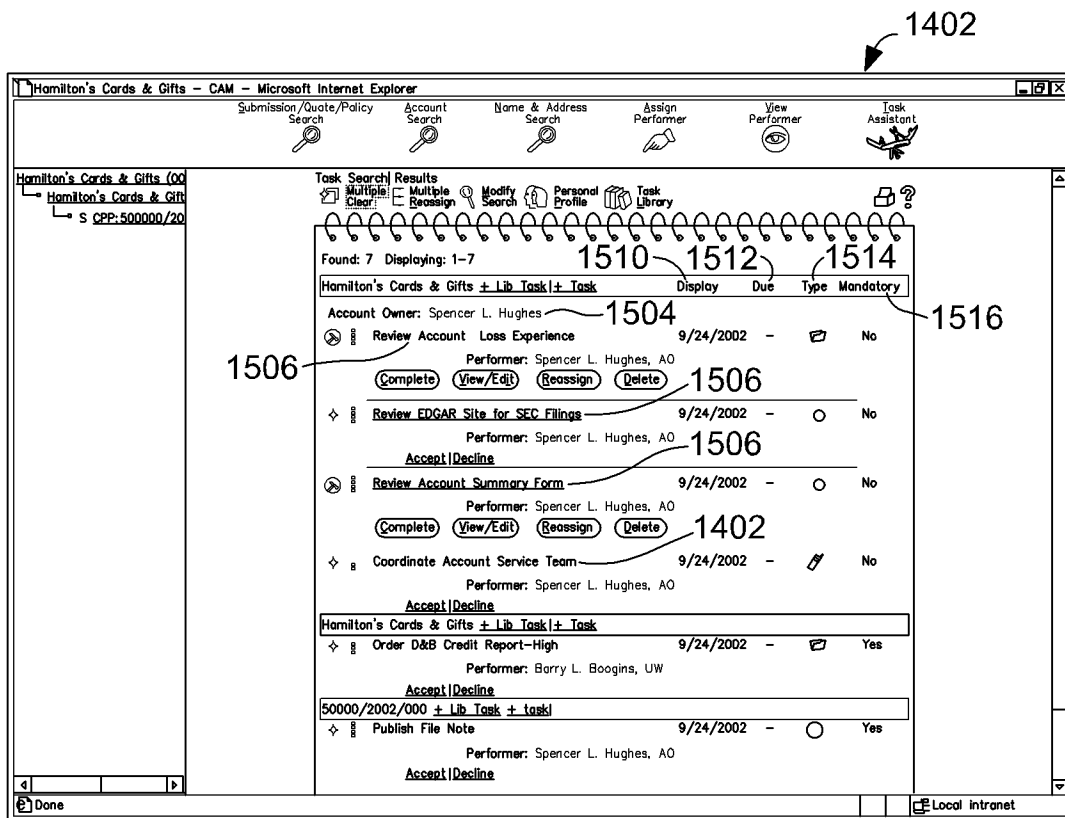 1402
Hamilton's Cards & Gifts – CAM – Microsoft Internet Explorer
Submission/Quote/Policy Search
Account Search
Name & Address Search
Assign Performer
View Performer
Task Assistant
Hamilton's Cards & Gifts (00
Hamilton's Cards & Gift
S CPP:500000/20
Task Search| Results
Multiple Clear
Multiple Reassign
Modify Search
Personal Profile
Task Library
?
Found: 7 Displaying: 1–7
1510 1512 1514
Hamilton's Cards & Gifts + Lib Task|+ Task Display Due Type Mandatory
1516
Account Owner: Spencer L. Hughes 1504
Review Account Loss Experience 9/24/2002 – No
1506
Performer: Spencer L. Hughes, AO
Complete View/Edit Reassign Delete
1506
Review EDGAR Site for SEC Filings 9/24/2002 – No
Performer: Spencer L. Hughes, AO
1506
Accept|Decline
Review Account Summary Form 9/24/2002 – No
Performer: Spencer L. Hughes, AO
Complete View/Edit Reassign Delete
1402
Coordinate Account Service Team 9/24/2002 – No
Performer: Spencer L. Hughes, AO
Accept|Decline
Hamilton's Cards & Gifts + Lib Task|+ Task
Order D&B Credit Report–High 9/24/2002 – Yes
Performer: Barry L. Boogins, UW
Accept|Decline
50000/2002/000 + Lib Task + task|
Publish File Note 9/24/2002 – Yes
Performer: Spencer L. Hughes, AO
Accept|Decline
Done
Local intranet